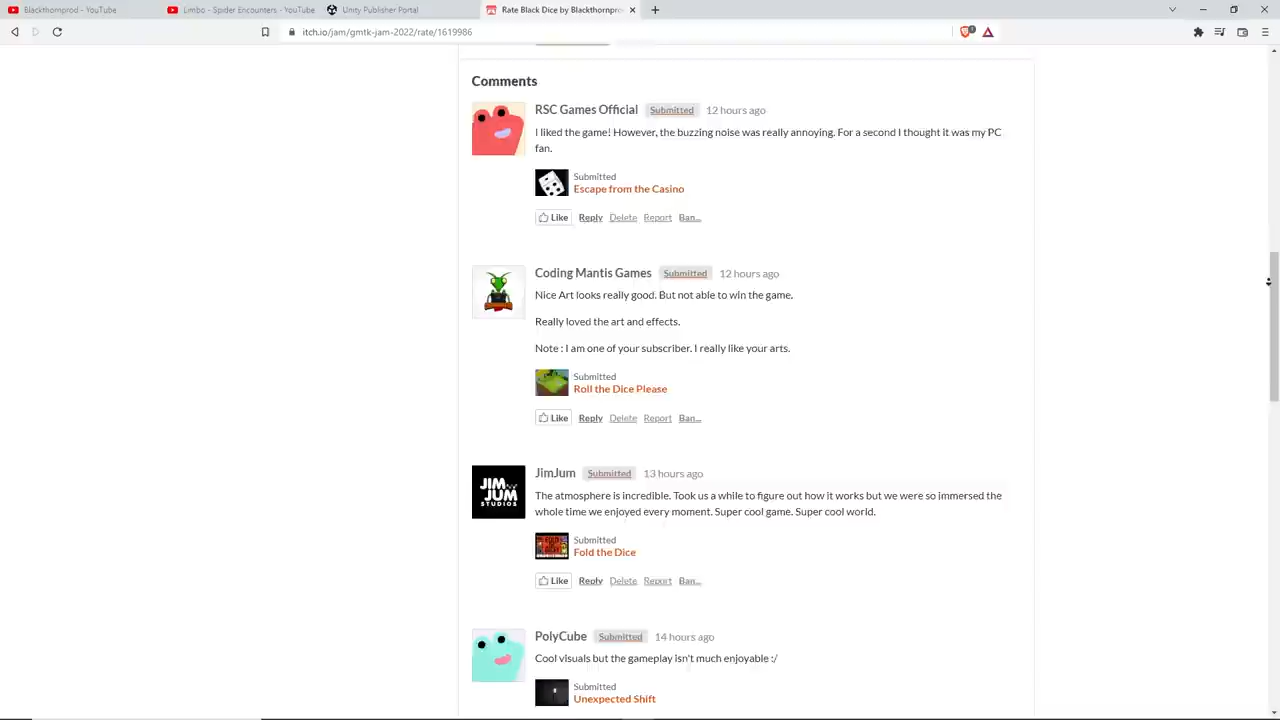 Blackthornprod - YouTube
Limbo - Spider Encounters - YouTube
Unity Publisher Portal
Rate Black Dice by Blackthornpro
itch.io/jam/gmtk-jam-2022/rate/1619986
Comments
RSC Games Official Submitted 12 hours ago
I liked the game! However, the buzzing noise was really annoying. For a second I thought it was my PC
fan.
Submitted
Escape from the Casino
Like Reply Delete Report Ban...
Coding Mantis Games Submitted 12 hours ago
Nice Art looks really good. But not able to win the game.
Really loved the art and effects.
Note : I am one of your subscriber. I really like your arts.
Submitted
Roll the Dice Please
Like Reply Delete Report Ban...
JIM
JUM
STUDIOS
JimJum Submitted 13 hours ago
The atmosphere is incredible. Took us a while to figure out how it works but we were so immersed the
whole time we enjoyed every moment. Super cool game. Super cool world.
Submitted
Fold the Dice
Like Reply Delete Report Ban...
PolyCube Submitted 14 hours ago
Cool visuals but the gameplay isn't much enjoyable :/
Submitted
Unexpected Shift